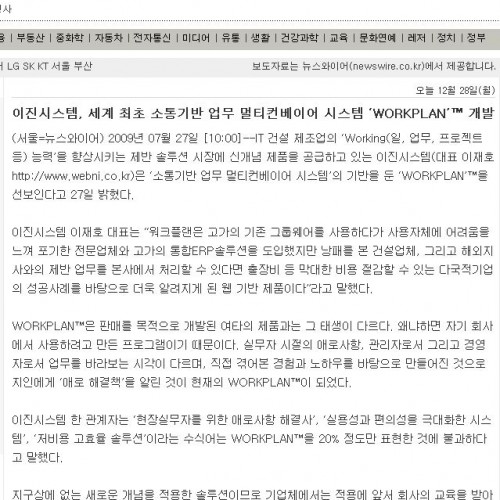 사
용 | 부동산 | 중화학 | 자동차 | 전자통신 | 미디어 | 유통 | 생활 | 건강과학 | 교육 | 문화연예 | 레저 | 정치 | 정부
너 LG SK KT 서울 부산 보도자료는 뉴스와이어(newswire.co.kr)에서 제공합니다.
오늘 12월 28일(월)
이진시스템, 세계 최초 소통기반 업무 멀티컨베이어 시스템 ‘WORKPLAN’™ 개발
(서울=뉴스와이어) 2009년 07월 27일 [10:00]--IT 건설 제조업의 ‘Working(일, 업무, 프로젝트
등) 능력’을 향상시키는 제반 솔루션 시장에 신개념 제품을 공급하고 있는 이진시스템(대표 이재호
http://www.webni.co.kr)은 ‘소통기반 업무 멀티컨베이어 시스템’의 기반을 둔 ‘WORKPLAN’™을
선보인다고 27일 밝혔다.
이진시스템 이재호 대표는 “워크플랜은 고가의 기존 그룹웨어를 사용하다가 사용자체에 어려움을
느껴 포기한 전문업체와 고가의 통합ERP솔루션을 도입했지만 낭패를 본 건설업체, 그리고 해외지
사와의 제반 업무를 본사에서 처리할 수 있다면 출장비 등 막대한 비용 절감할 수 있는 다국적기업
의 성공사례를 바탕으로 더욱 알려지게 된 웹 기반 제품이다”라고 말했다.
WORKPLAN™은 판매를 목적으로 개발된 여타의 제품과는 그 태생이 다르다. 왜냐하면 자기 회사
에서 사용하려고 만든 프로그램이기 때문이다. 실무자 시절의 애로사항, 관리자로서 그리고 경영
자로서 업무를 바라보는 시각이 다르며, 직접 겪어본 경험과 노하우를 바탕으로 만들어진 것으로
지인에게 ‘애로 해결책’을 알린 것이 현재의 WORKPLAN™이 되었다.
이진시스템 한 관계자는 ‘현장실무자를 위한 애로사항 해결사’, ‘실용성과 편의성을 극대화한 시스
템’, ‘저비용 고효율 솔루션’이라는 수식어는 WORKPLAN™을 20% 정도만 표현한 것에 불과하다
고 말했다.
지구상에 없는 새로운 개념을 적용한 솔루션이므로 기업체에서는 적용에 앞서 회사의 교육을 받아